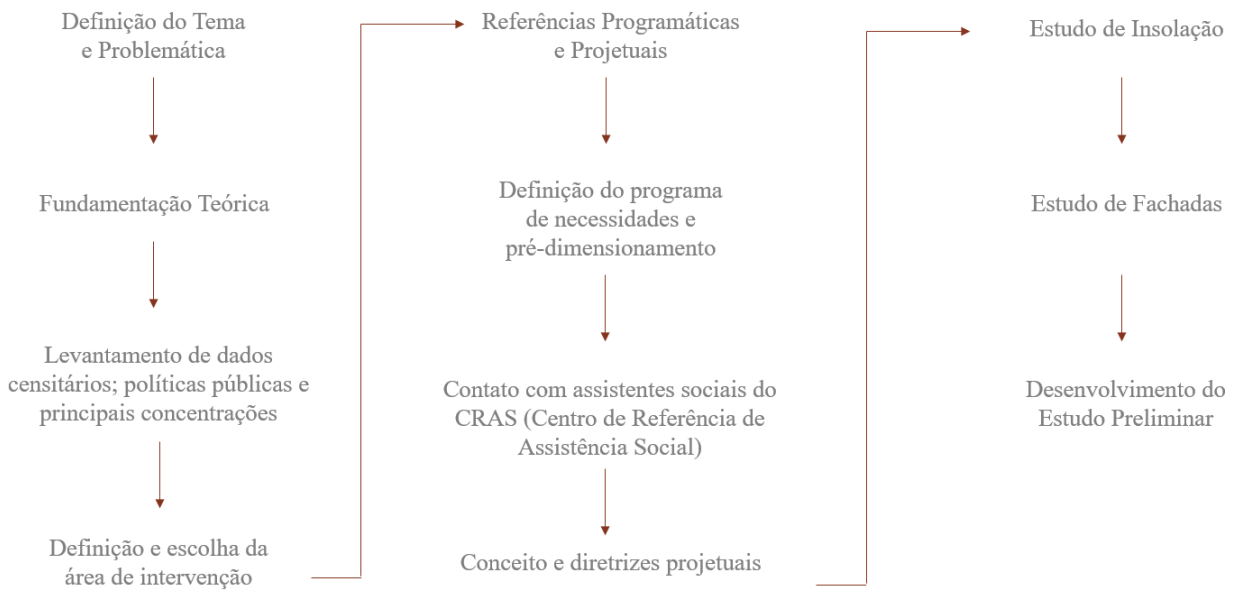 Definição do Tema
e Problemática
Fundamentação Teórica
Levantamento de dados
censitários; políticas públicas e
principais concentrações
Definição e escolha da
área de intervenção
Referências Programáticas
e Projetuais
Definição do programa
de necessidades e
pré-dimensionamento
Contato com assistentes sociais do
CRAS (Centro de Referência de
Assistência Social)
Conceito e diretrizes projetuais
Estudo de Insolação
Estudo de Fachadas
Desenvolvimento do
Estudo Preliminar